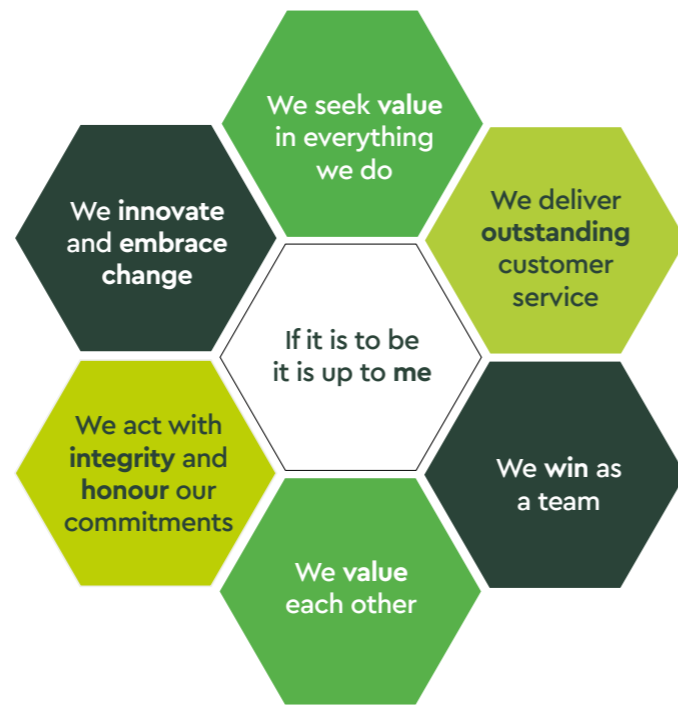 We seek value
in everything
we do
We deliver
outstanding
customer
service
We win as
a team
We value
each other
We act with
integrity and
honour our
commitments
We innovate
and embrace
change
If it is to be
it is up to me